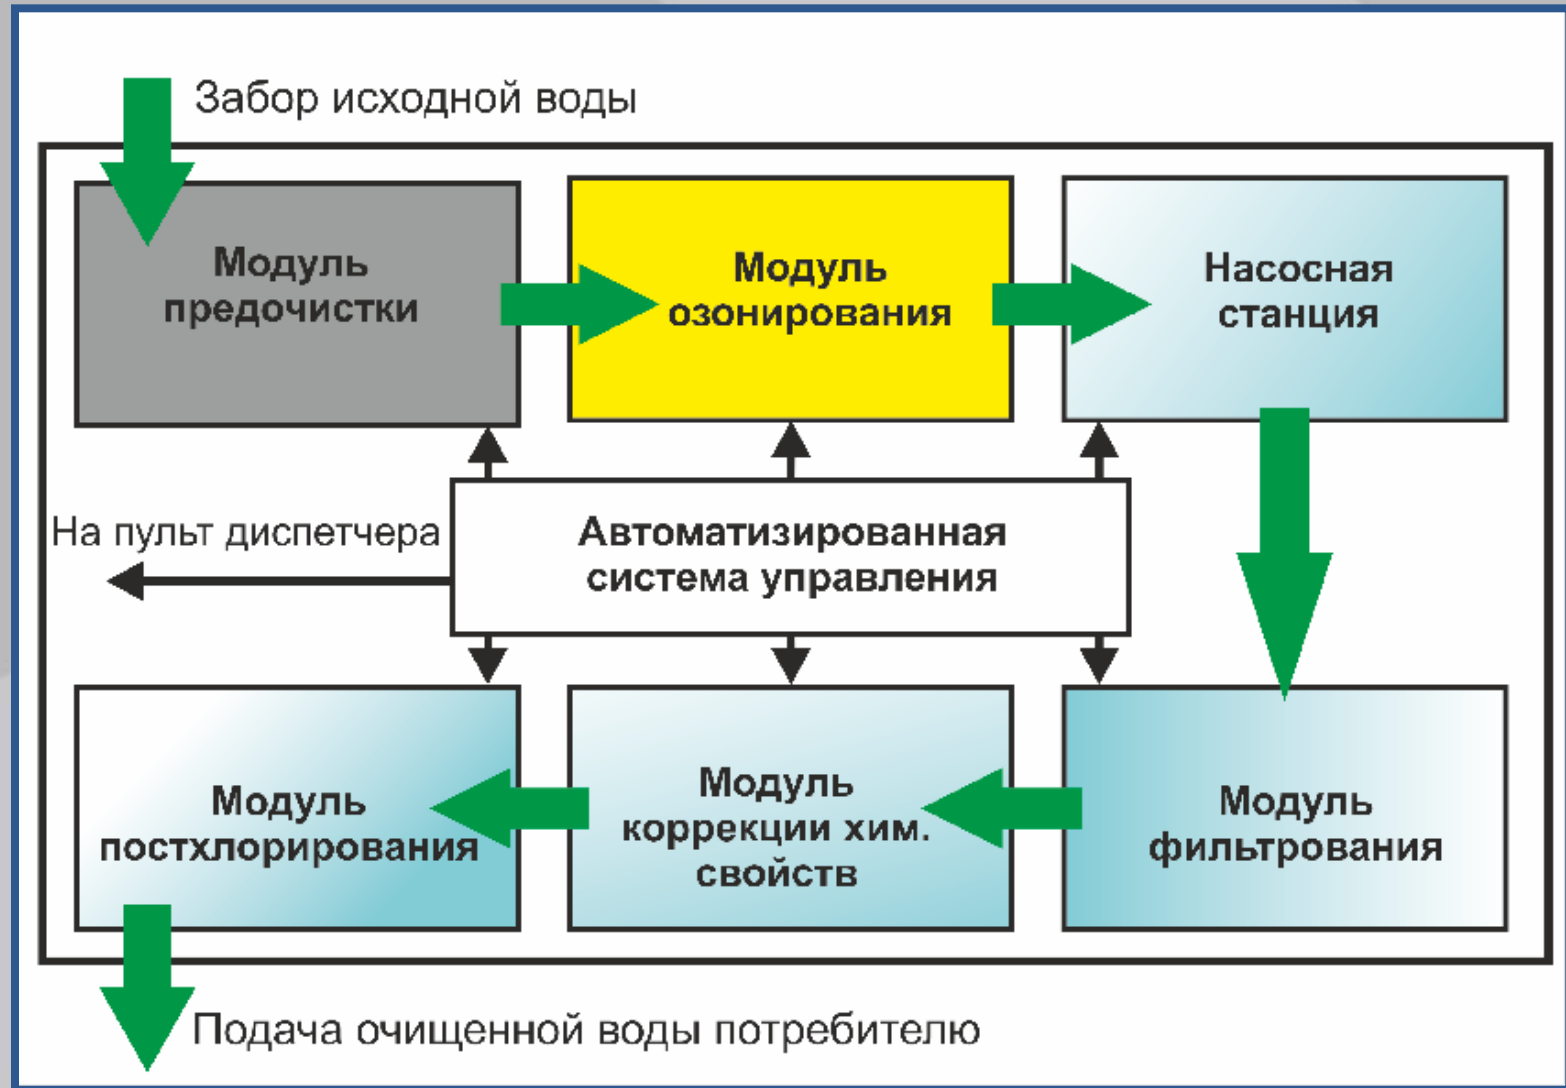 Забор исходной воды
Модуль
предочистки
Модуль
озонирования
Насосная
станция
На пульт диспетчера
Автоматизированная
система управления
Модуль
постхлорирования
Модуль
коррекции хим.
свойств
Модуль
фильтрования
Подача очищенной воды потребителю